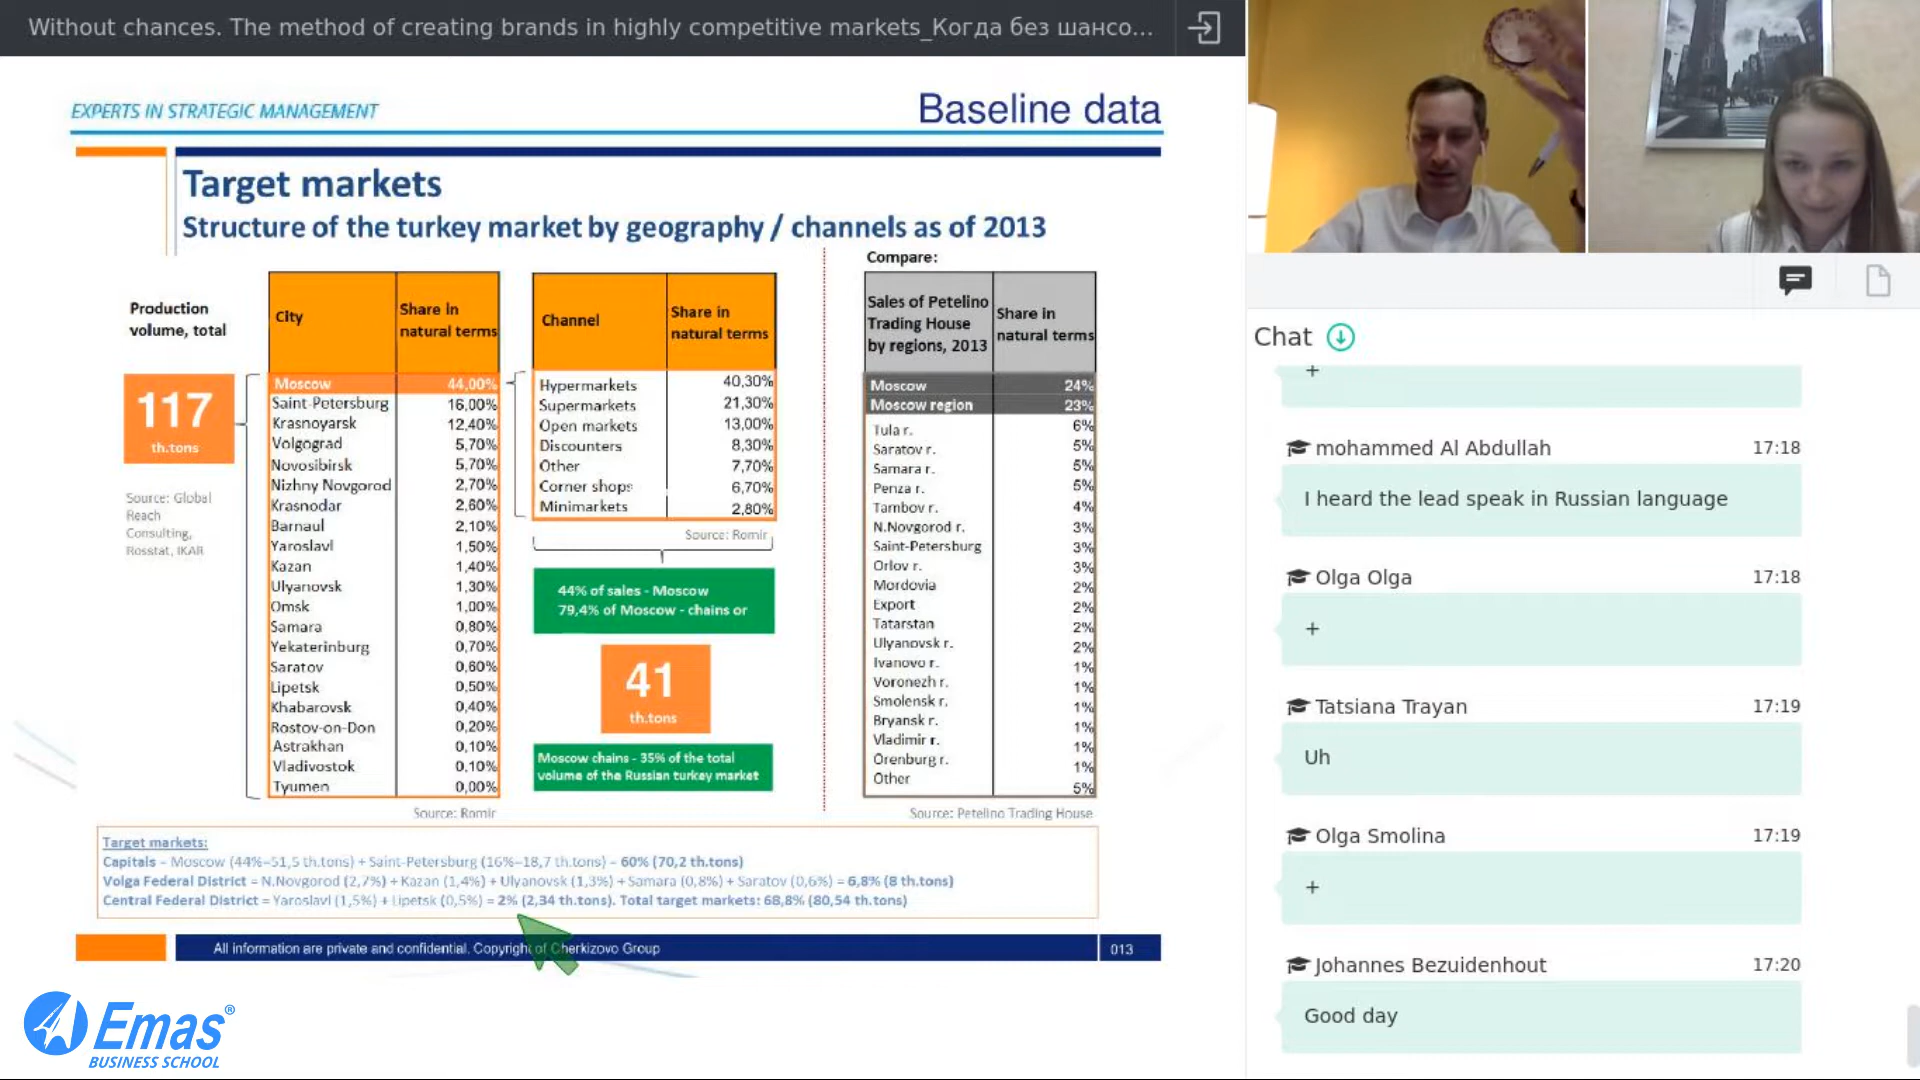 Without chances. The method of creating brands in highly competitive markets_Когда без шансо...
EXPERTS IN STRATEGIC MANAGEMENT
Baseline data
Target markets
Structure of the turkey market by geography / channels as of 2013
Production
volume, total
117
th.tons
Source: Global
Reach
Consulting,
Rosstat, IKAR
City Share in natural terms
Moscow 44,00%
Saint-Petersburg 16,00%
Krasnoyarsk 12,40%
Volgograd 5,70%
Novosibirsk 5,70%
Nizhny Novgorod 2,70%
Krasnodar 2,60%
Barnaul 2,10%
Yaroslavl 1,50%
Kazan 1,40%
Ulyanovsk 1,30%
Omsk 1,00%
Samara 0,80%
Yekaterinburg 0,70%
Saratov 0,60%
Lipetsk 0,50%
Khabarovsk 0,40%
Rostov-on-Don 0,20%
Astrakhan 0,10%
Vladivostok 0,10%
Tyumen 0,00%
Source: Romir
Channel Share in natural terms
Hypermarkets 40,30%
Supermarkets 21,30%
Open markets 13,00%
Discounters 8,30%
Other 7,70%
Corner shops 6,70%
Minimarkets 2,80%
Source: Romir
44% of sales - Moscow
79,4% of Moscow - chains or
41
th.tons
Moscow chains - 35% of the total
volume of the Russian turkey market
Compare:
Sales of Petelino Trading House by regions, 2013 Share in natural terms
Moscow 24%
Moscow region 23%
Tula r. 6%
Saratov r. 5%
Samara r. 5%
Penza r. 5%
Tambov r. 4%
N.Novgorod r. 3%
Saint-Petersburg 3%
Orlov r. 3%
Mordovia 2%
Export 2%
Tatarstan 2%
Ulyanovsk r. 2%
Ivanovo r. 1%
Voronezh r. 1%
Smolensk r. 1%
Bryansk r. 1%
Vladimir r. 1%
Orenburg r. 1%
Other 5%
Source: Petelino Trading House
Target markets:
Capitals – Moscow (44%–51,5 th.tons) + Saint-Petersburg (16%–18,7 th.tons) – 60% (70,2 th.tons)
Volga Federal District = N.Novgorod (2,7%) + Kazan (1,4%) + Ulyanovsk (1,3%) + Samara (0,8%) + Saratov (0,6%) = 6,8% (8 th.tons)
Central Federal District = Yaroslavl (1,5%) + Lipetsk (0,5%) = 2% (2,34 th.tons). Total target markets: 68,8% (80,54 th.tons)
All information are private and confidential. Copyright of Cherkizovo Group
013
Emas®
BUSINESS SCHOOL
Chat
+
mohammed Al Abdullah 17:18
I heard the lead speak in Russian language
Olga Olga 17:18
+
Tatsiana Trayan 17:19
Uh
Olga Smolina 17:19
+
Johannes Bezuidenhout 17:20
Good day